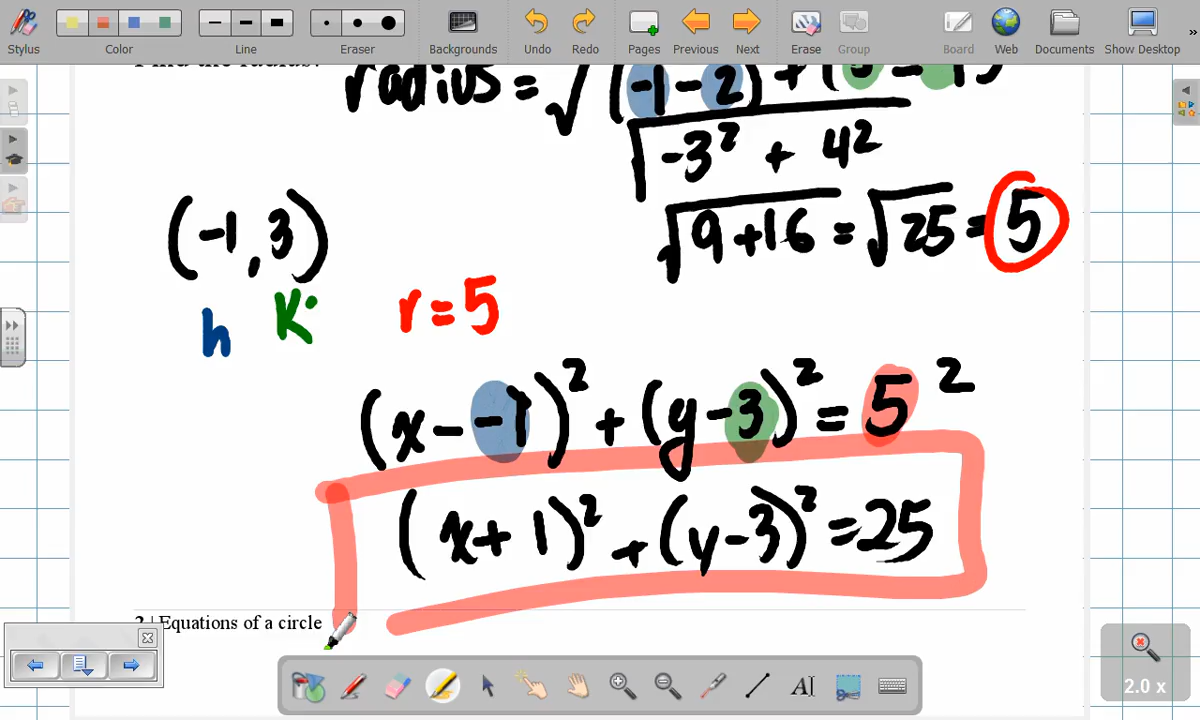 Stylus Color Line Eraser Backgrounds Undo Redo Pages Previous Next Erase Group Board Web Documents Show Desktop »
radius = √(-1-2)
√-3² + 4²
√9+16 = √25 = 5
(-1, 3)
h K
r = 5
(x - -1)² + (y-3)² = 5²
(x+1)² + (y-3)² = 25
| Equations of a circle
2.0 x